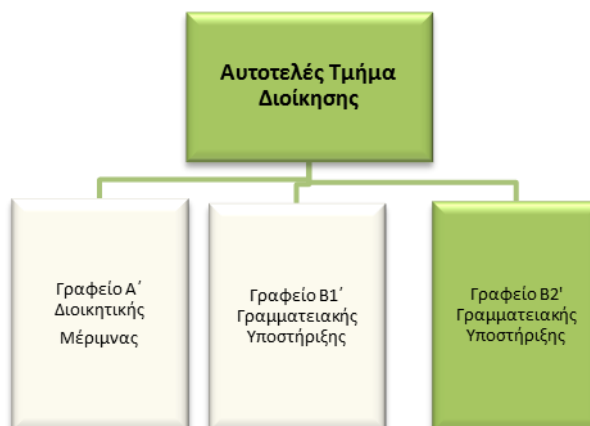 Αυτοτελές Τμήμα
Διοίκησης
Γραφείο Α΄
Διοικητικής
Μέριμνας
Γραφείο Β1΄
Γραμματειακής
Υποστήριξης
Γραφείο Β2'
Γραμματειακής
Υποστήριξης